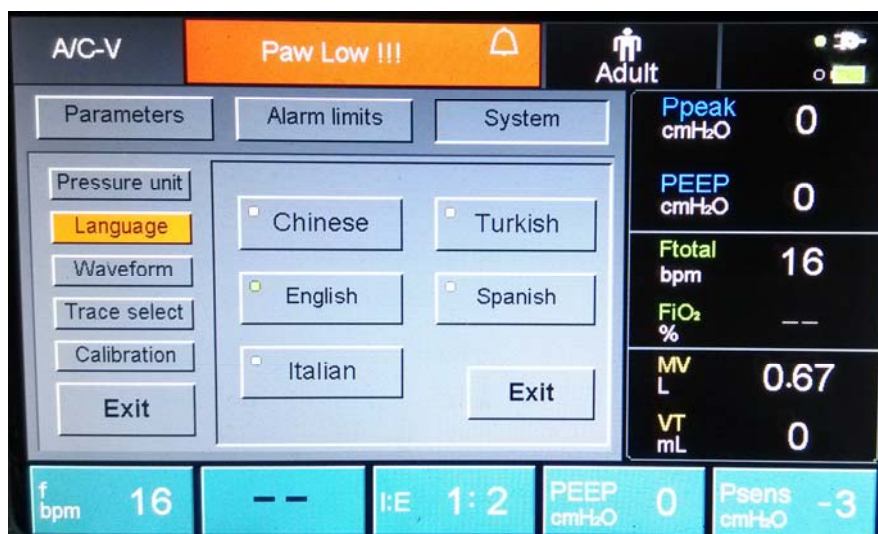 A/C-V
Paw Low !!!
Adult
Parameters
Alarm limits
System
Pressure unit
Language
Waveform
Trace select
Calibration
Exit
Chinese
Turkish
English
Spanish
Italian
Exit
Ppeak
cmH₂O
0
PEEP
cmH₂O
0
Ftotal
bpm
16
FiO₂
%
--
MV
L
0.67
VT
mL
0
f
bpm
16
--
I:E 1:2
PEEP
cmH₂O
0
Psens
cmH₂O
-3